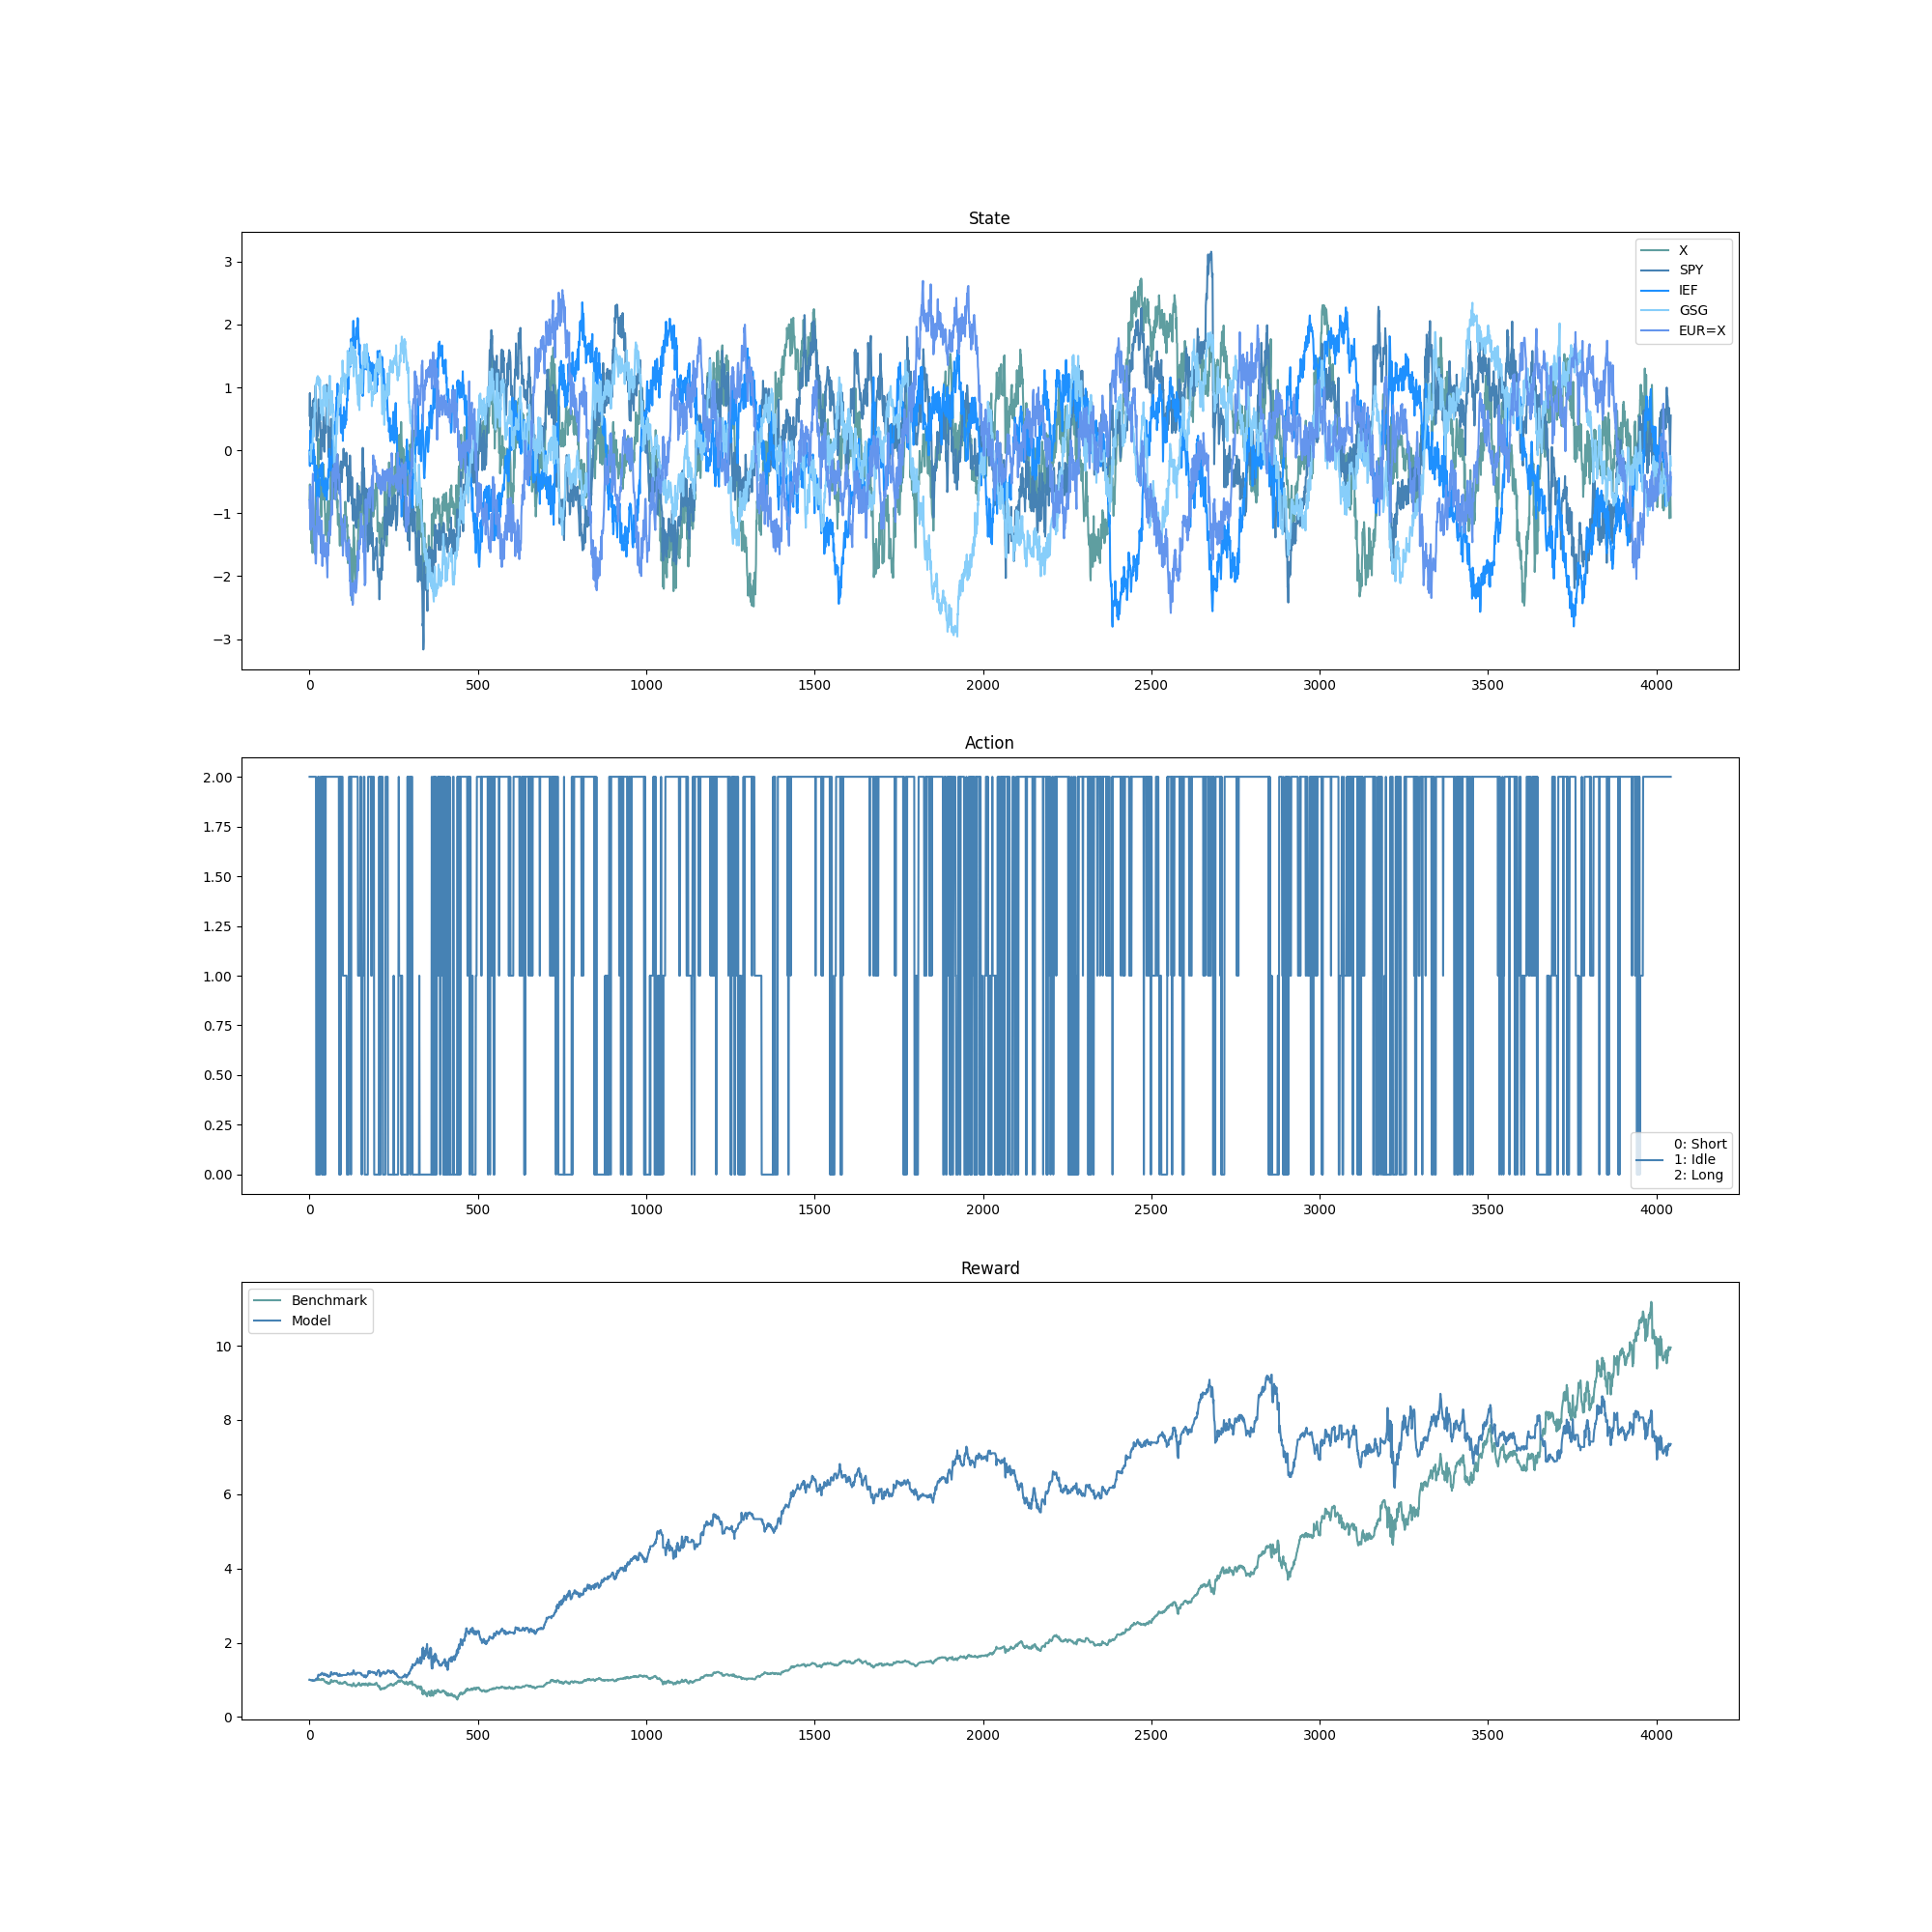 State
3
2
1
0
−1
−2
−3
X
SPY
IEF
GSG
EUR=X
0 500 1000 1500 2000 2500 3000 3500 4000
Action
2.00
1.75
1.50
1.25
1.00
0.75
0.50
0.25
0.00
0: Short
1: Idle
2: Long
0 500 1000 1500 2000 2500 3000 3500 4000
Reward
Benchmark
Model
10
8
6
4
2
0
0 500 1000 1500 2000 2500 3000 3500 4000